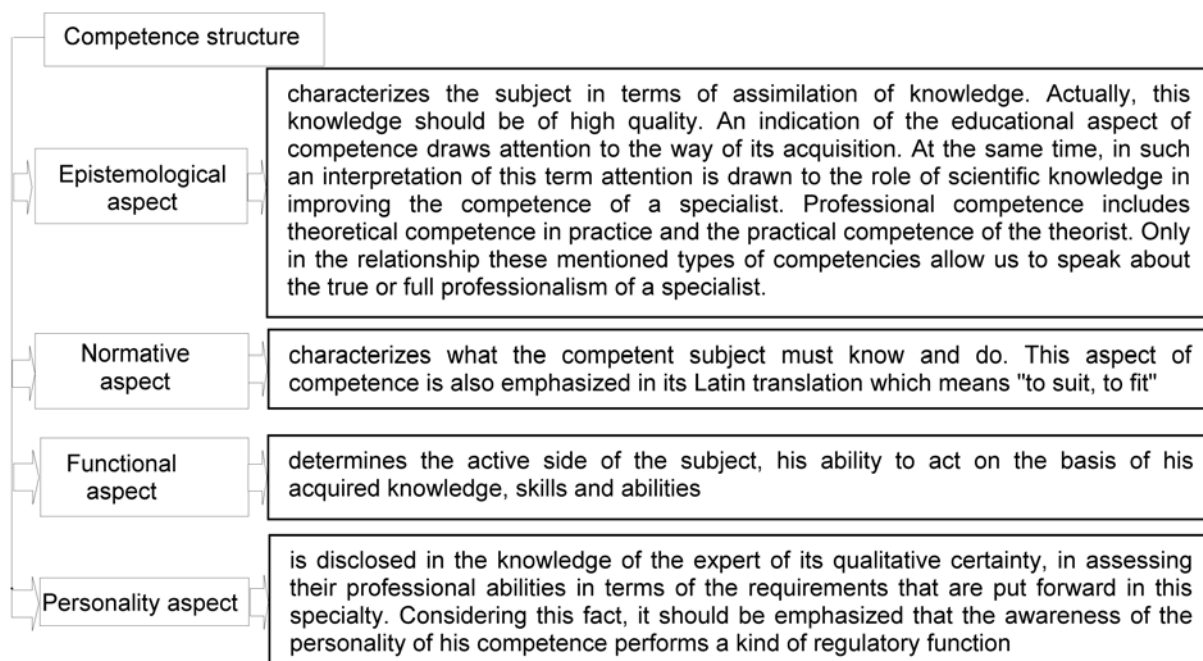 Competence structure
Epistemological
aspect
characterizes the subject in terms of assimilation of knowledge. Actually, this
knowledge should be of high quality. An indication of the educational aspect of
competence draws attention to the way of its acquisition. At the same time, in such
an interpretation of this term attention is drawn to the role of scientific knowledge in
improving the competence of a specialist. Professional competence includes
theoretical competence in practice and the practical competence of the theorist. Only
in the relationship these mentioned types of competencies allow us to speak about
the true or full professionalism of a specialist.
Normative
aspect
characterizes what the competent subject must know and do. This aspect of
competence is also emphasized in its Latin translation which means "to suit, to fit"
Functional
aspect
determines the active side of the subject, his ability to act on the basis of his
acquired knowledge, skills and abilities
Personality aspect
is disclosed in the knowledge of the expert of its qualitative certainty, in assessing
their professional abilities in terms of the requirements that are put forward in this
specialty. Considering this fact, it should be emphasized that the awareness of the
personality of his competence performs a kind of regulatory function